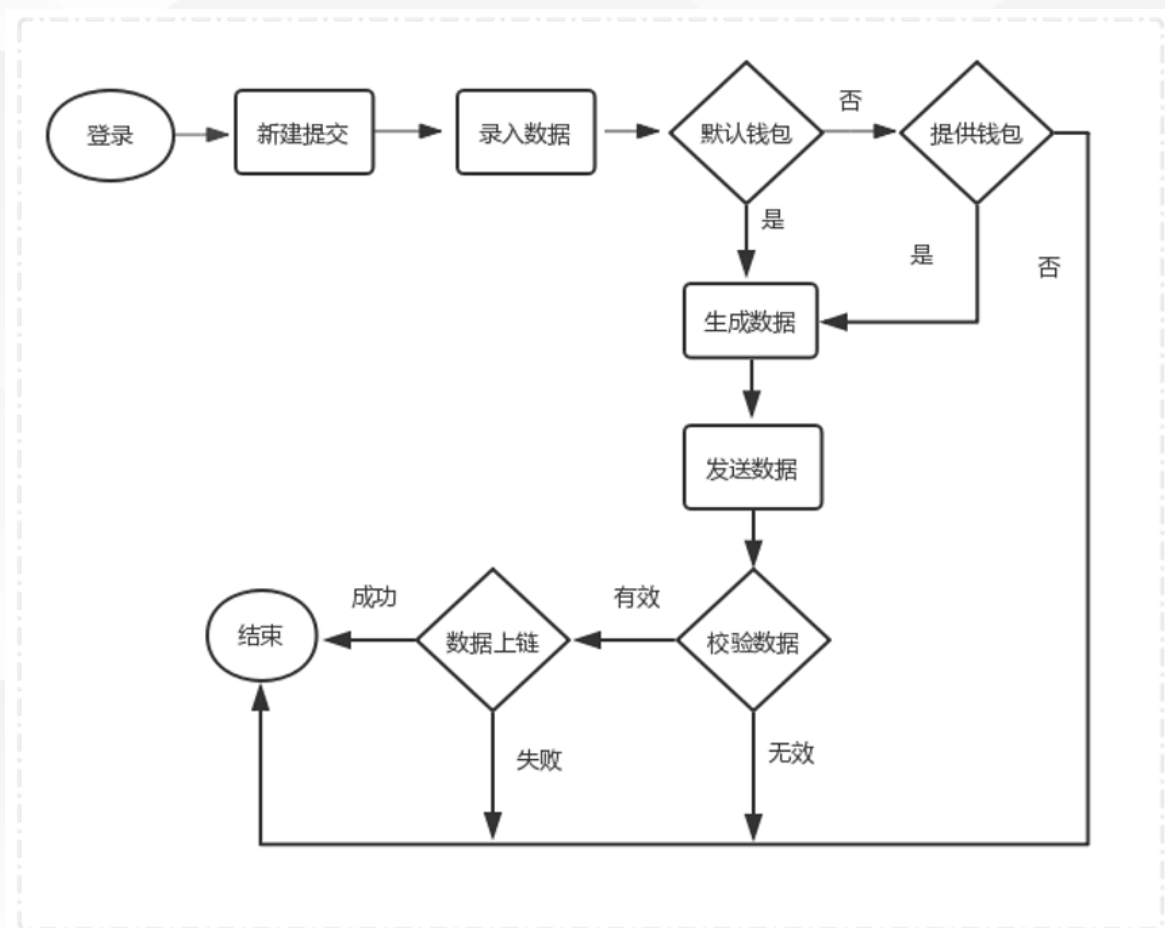 登录
新建提交
录入数据
默认钱包
否
提供钱包
是
是
否
生成数据
发送数据
成功
有效
结束
数据上链
校验数据
失败
无效